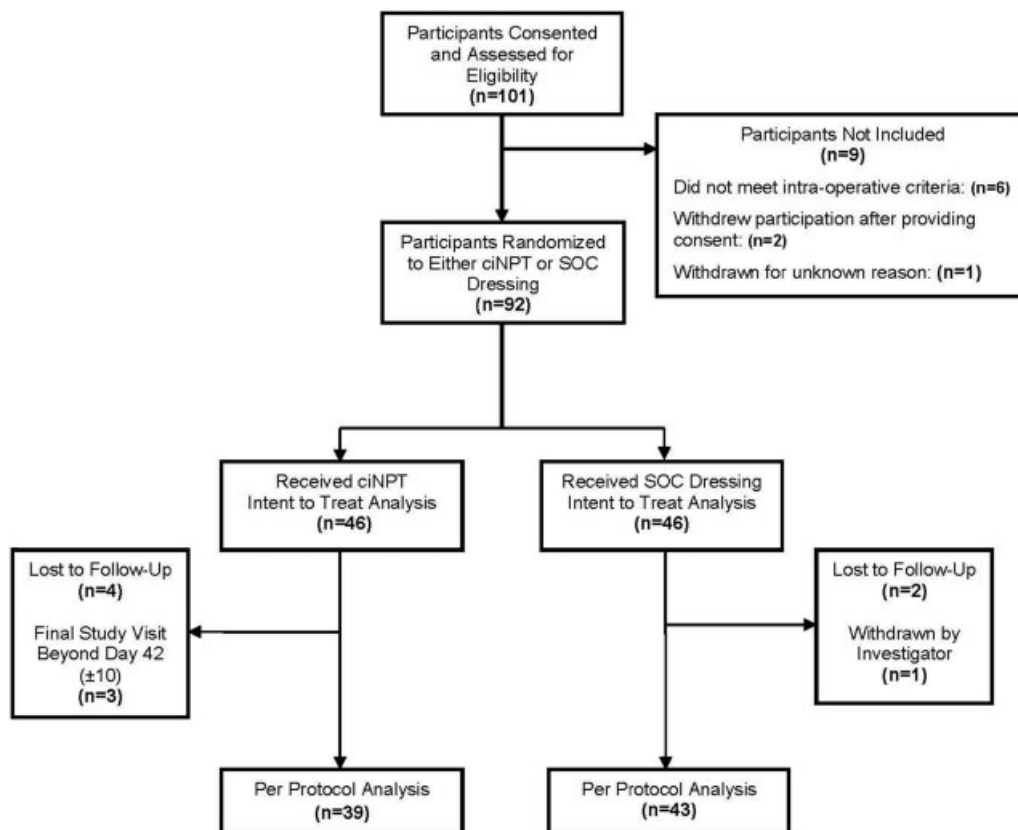 Participants Consented
and Assessed for
Eligibility
(n=101)
Participants Not Included
(n=9)
Did not meet intra-operative criteria: (n=6)
Withdrew participation after providing
consent: (n=2)
Withdrawn for unknown reason: (n=1)
Participants Randomized
to Either ciNPT or SOC
Dressing
(n=92)
Received ciNPT
Intent to Treat Analysis
(n=46)
Received SOC Dressing
Intent to Treat Analysis
(n=46)
Lost to Follow-Up
(n=4)
Final Study Visit
Beyond Day 42
(±10)
(n=3)
Lost to Follow-Up
(n=2)
Withdrawn by
Investigator
(n=1)
Per Protocol Analysis
(n=39)
Per Protocol Analysis
(n=43)